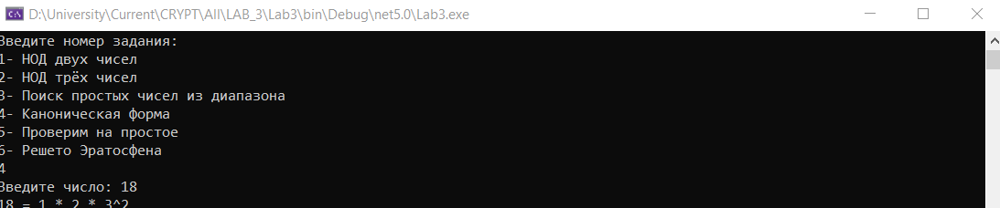 D:\University\Current\CRYPT\All\LAB_3\Lab3\bin\Debug\net5.0\Lab3.exe
Введите номер задания:
1- НОД двух чисел
2- НОД трёх чисел
3- Поиск простых чисел из диапазона
4- Каноническая форма
5- Проверим на простое
6- Решето Эратосфена
4
Введите число: 18
18 = 1 * 2 * 3^2